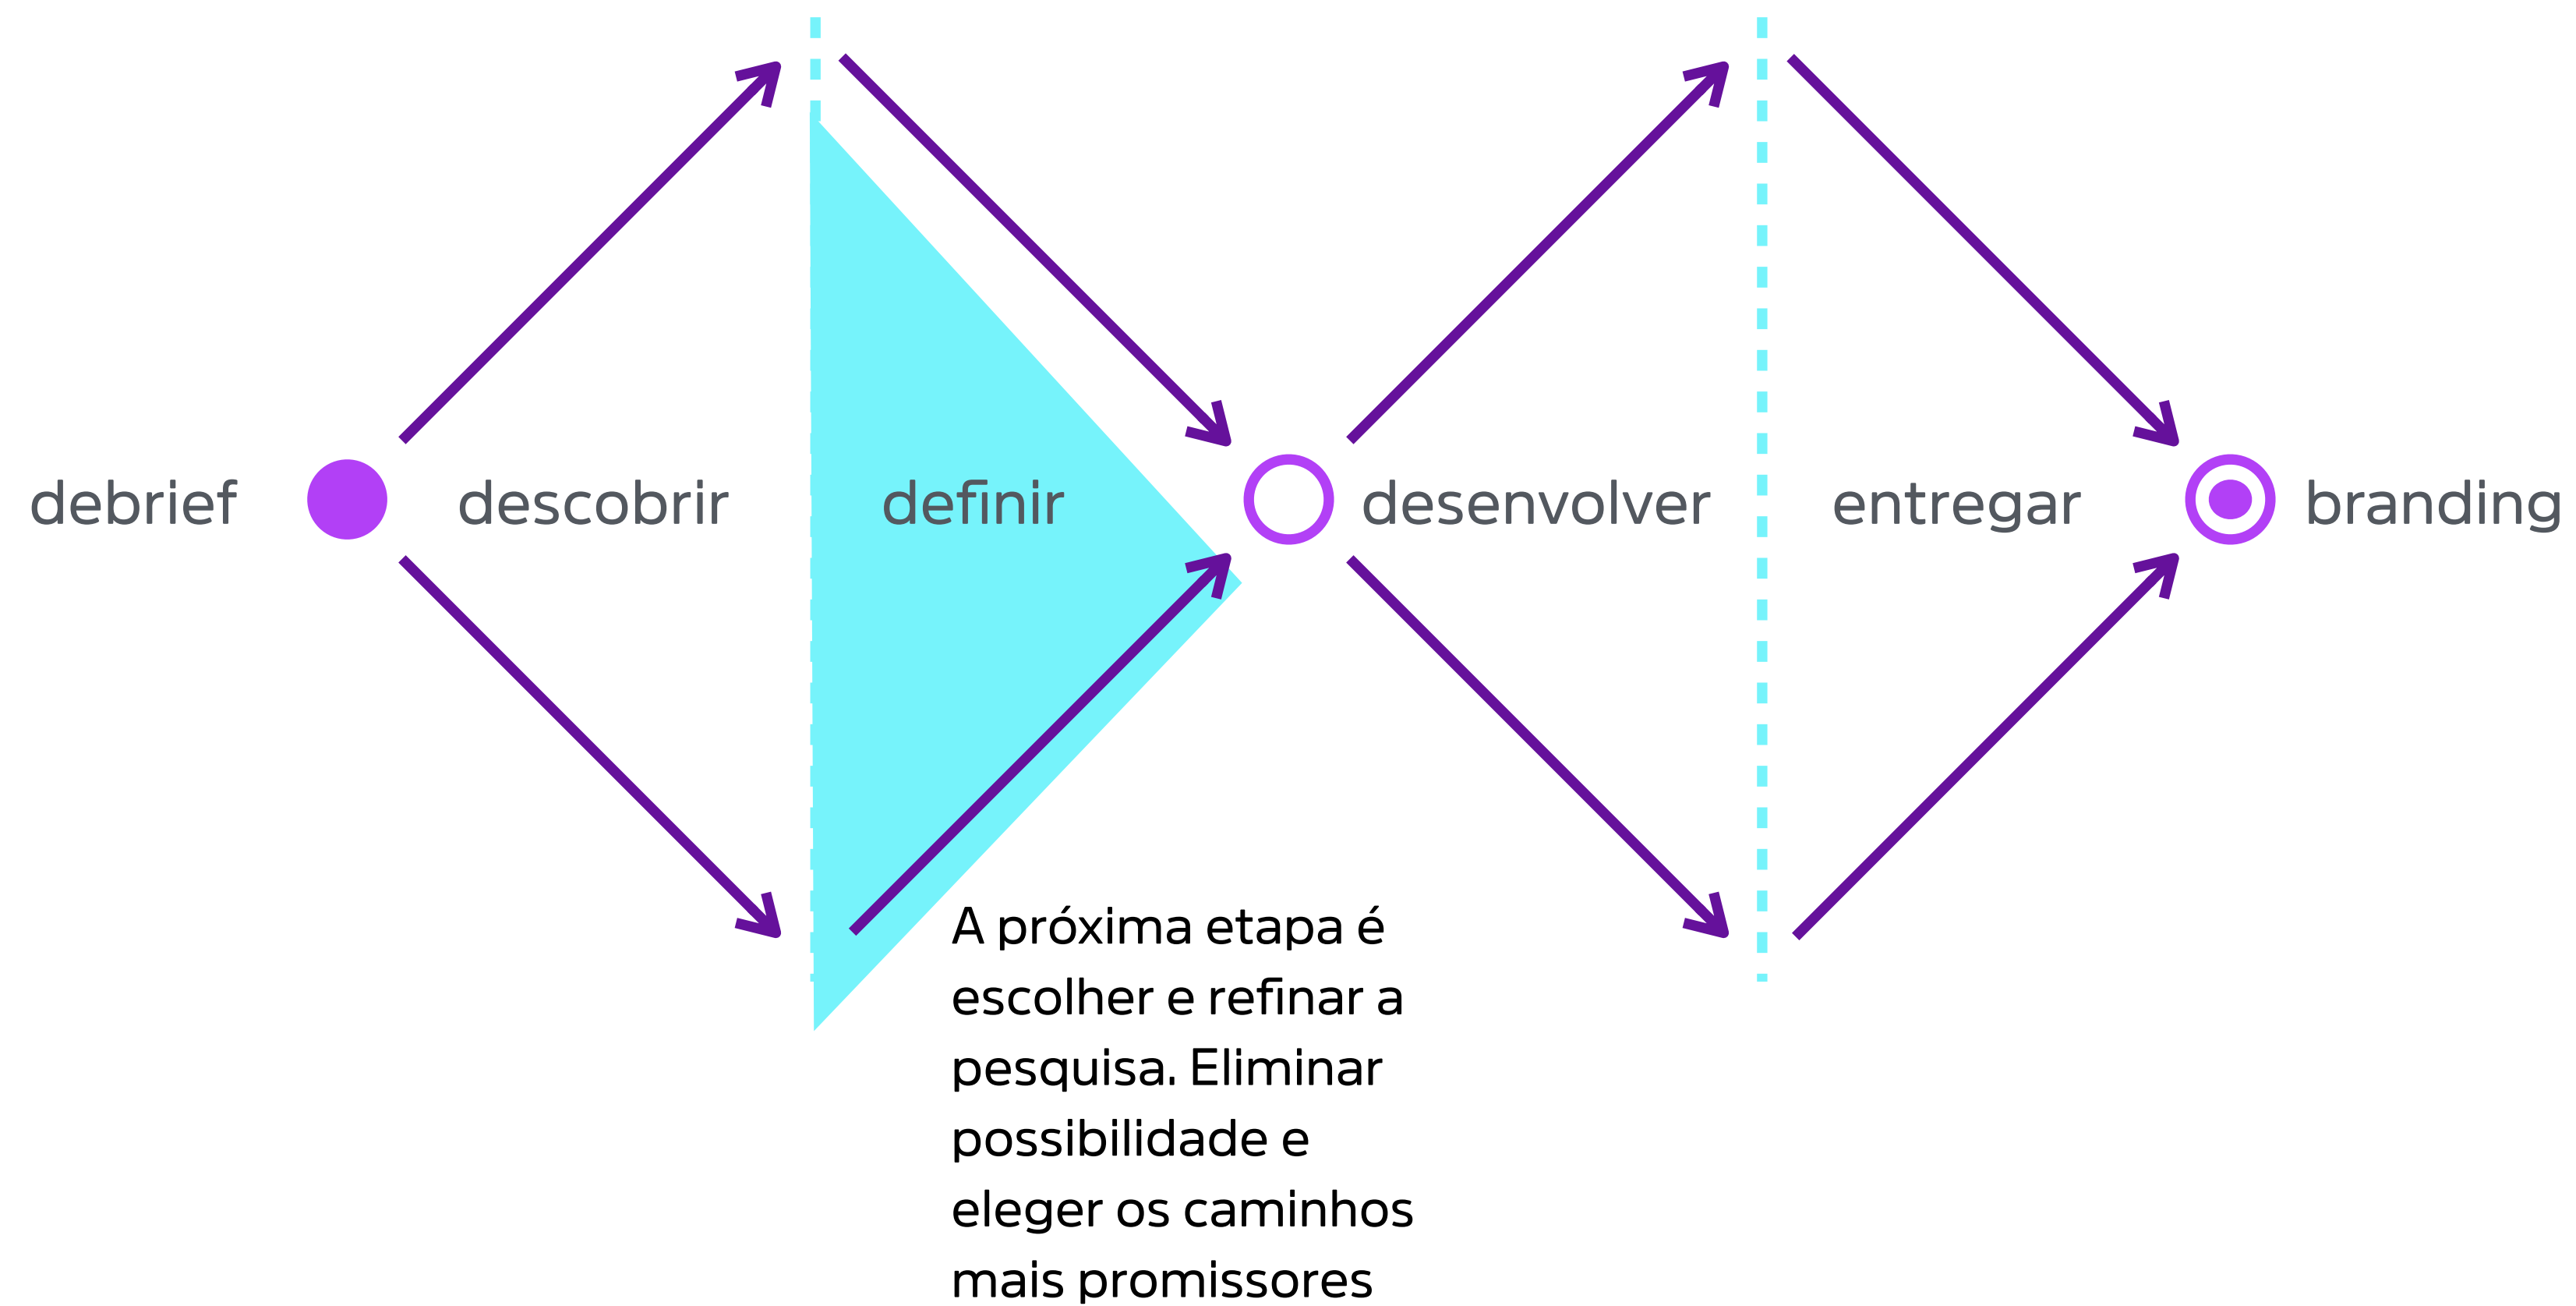 debrief
descobrir
definir
desenvolver
entregar
branding
A próxima etapa é
escolher e refinar a
pesquisa. Eliminar
possibilidade e
eleger os caminhos
mais promissores